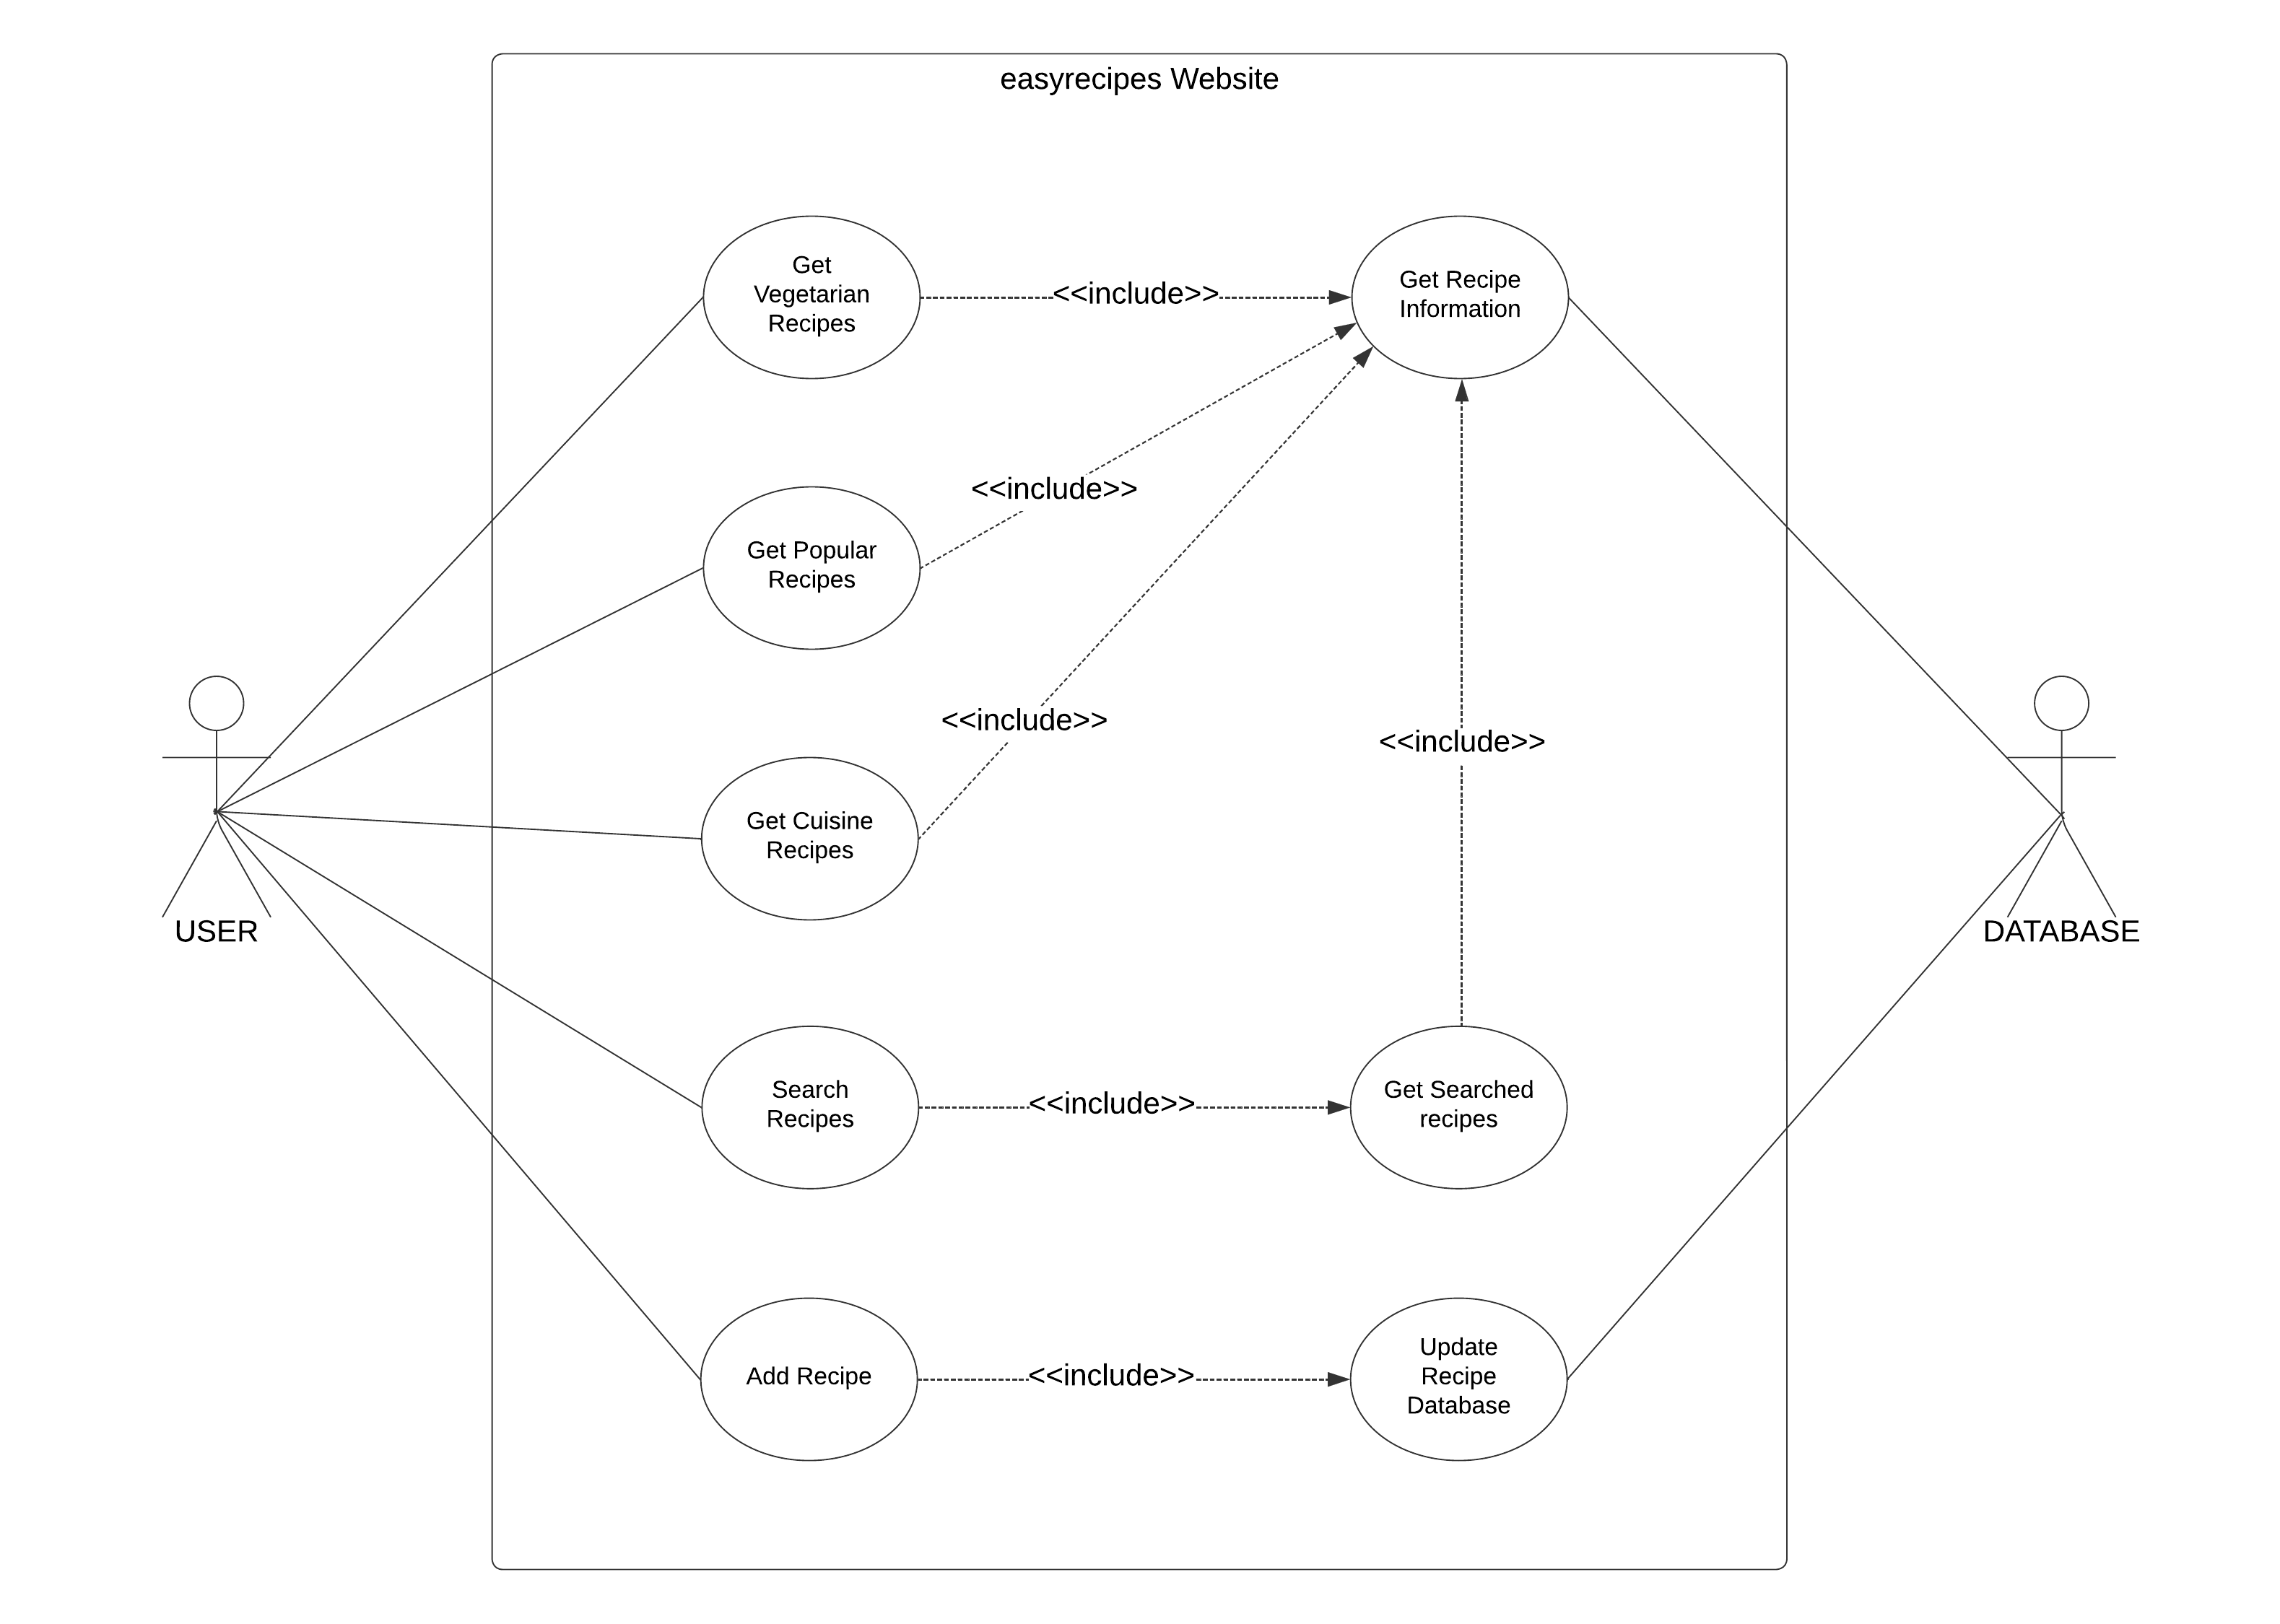 easyrecipes Website
Get
Vegetarian
Recipes
<<include>>
Get Recipe
Information
<<include>>
Get Popular
Recipes
<<include>>
<<include>>
Get Cuisine
Recipes
USER
DATABASE
Search
Recipes
<<include>>
Get Searched
recipes
Add Recipe
<<include>>
Update
Recipe
Database